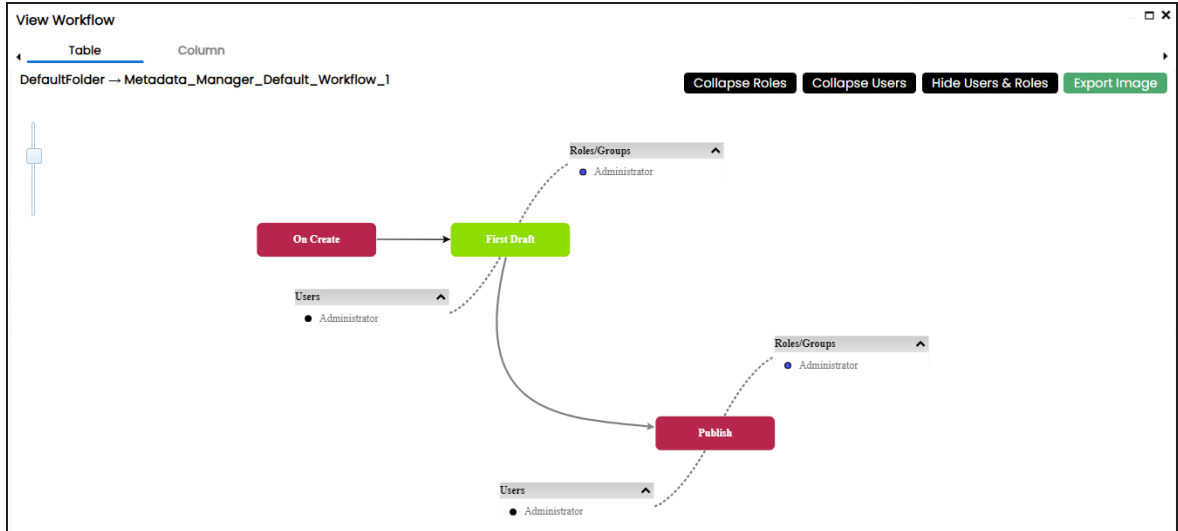 View Workflow
Table Column
DefaultFolder → Metadata_Manager_Default_Workflow_1
Collapse Roles Collapse Users Hide Users & Roles Export Image
Roles/Groups
Administrator
On Create First Draft
Users
Administrator
Roles/Groups
Administrator
Publish
Users
Administrator